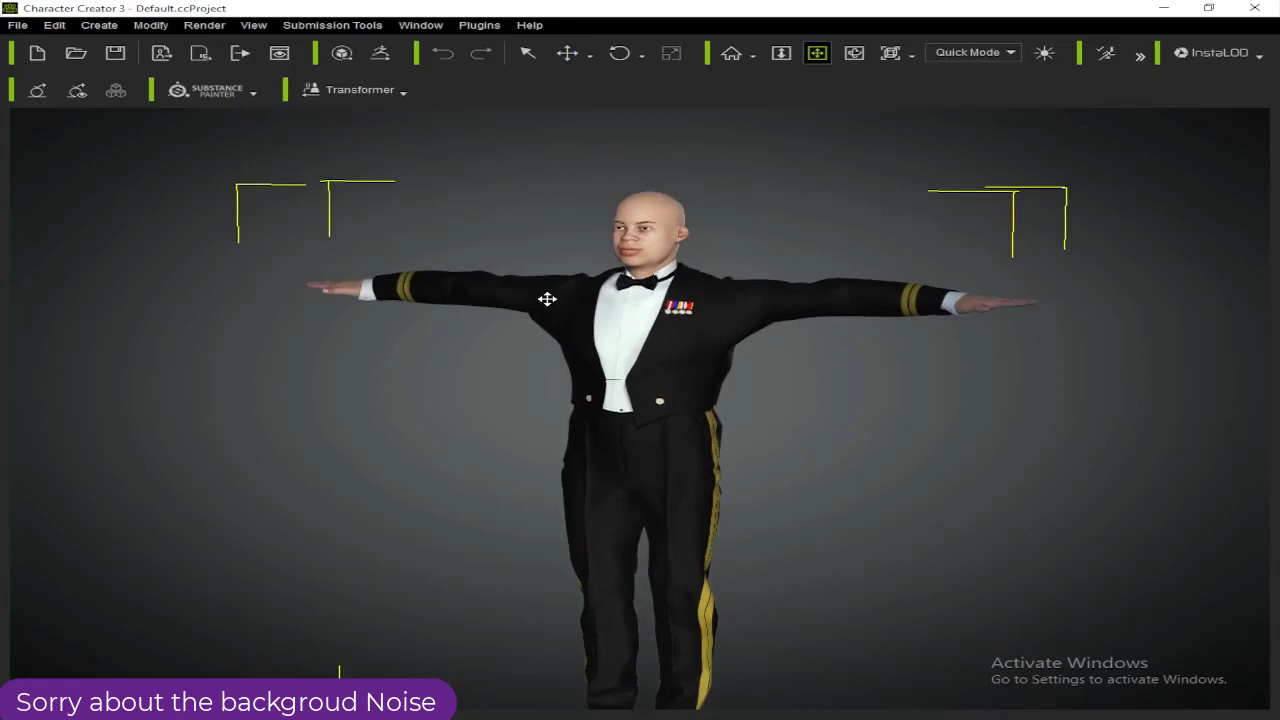 Character Creator 3 - Default.ccProject
File Edit Create Modify Render View Submission Tools Window Plugins Help
Quick Mode
InstaLOD
SUBSTANCE
PAINTER
Transformer
Activate Windows
Go to Settings to activate Windows.
Sorry about the backgroud Noise